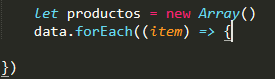 let productos = new Array()
data.forEach((item) => {
})